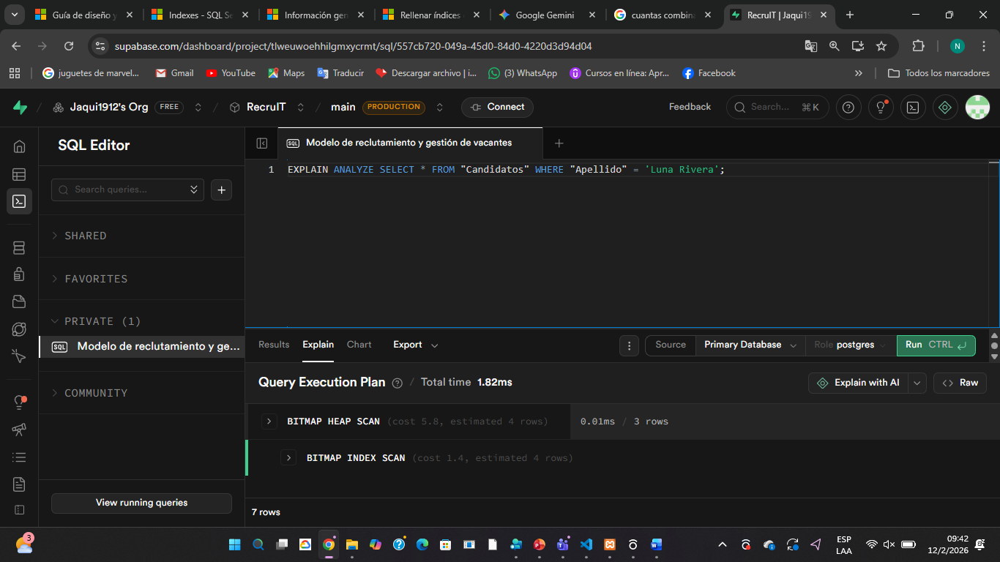 Guía de diseño y
Indexes - SQL Se
Información gen
Rellenar índices
Google Gemini
cuantas combina
RecruIT | Jaqui19
supabase.com/dashboard/project/tlweuwoehhilgmxycrmt/sql/557cb720-049a-45d0-84d0-4220d3d94d04
N
juguetes de marvel...
Gmail
YouTube
Maps
Traducir
Descargar archivo | i...
(3) WhatsApp
Cursos en línea: Apr...
Facebook
Todos los marcadores
Jaqui1912's Org
FREE
RecruIT
main
PRODUCTION
Connect
Feedback
Search...
⌘K
SQL Editor
SQL Modelo de reclutamiento y gestión de vacantes
1 EXPLAIN ANALYZE SELECT * FROM "Candidatos" WHERE "Apellido" = 'Luna Rivera';
Search queries...
SHARED
FAVORITES
PRIVATE (1)
SQL Modelo de reclutamiento y ge...
COMMUNITY
View running queries
Results
Explain
Chart
Export
Source
Primary Database
Role postgres
Run CTRL
Query Execution Plan / Total time 1.82ms
Explain with AI
Raw
BITMAP HEAP SCAN (cost 5.8, estimated 4 rows)
0.01ms / 3 rows
BITMAP INDEX SCAN (cost 1.4, estimated 4 rows)
7 rows
3
ESP
LAA
09:42
12/2/2026